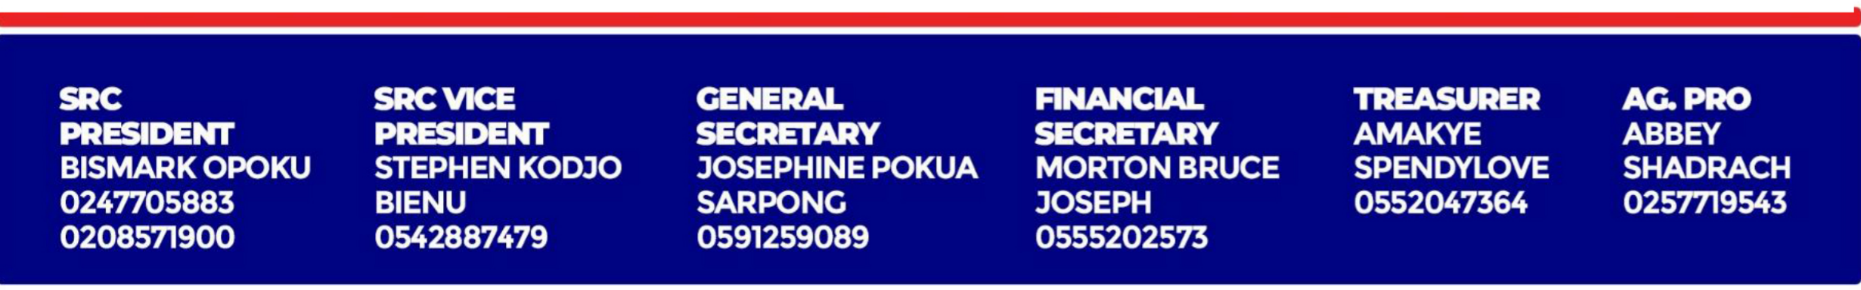 SRC
PRESIDENT
BISMARK OPOKU
0247705883
0208571900
SRC VICE
PRESIDENT
STEPHEN KODJO
BIENU
0542887479
GENERAL
SECRETARY
JOSEPHINE POKUA
SARPONG
0591259089
FINANCIAL
SECRETARY
MORTON BRUCE
JOSEPH
0555202573
TREASURER
AMAKYE
SPENDYLOVE
0552047364
AG. PRO
ABBEY
SHADRACH
0257719543